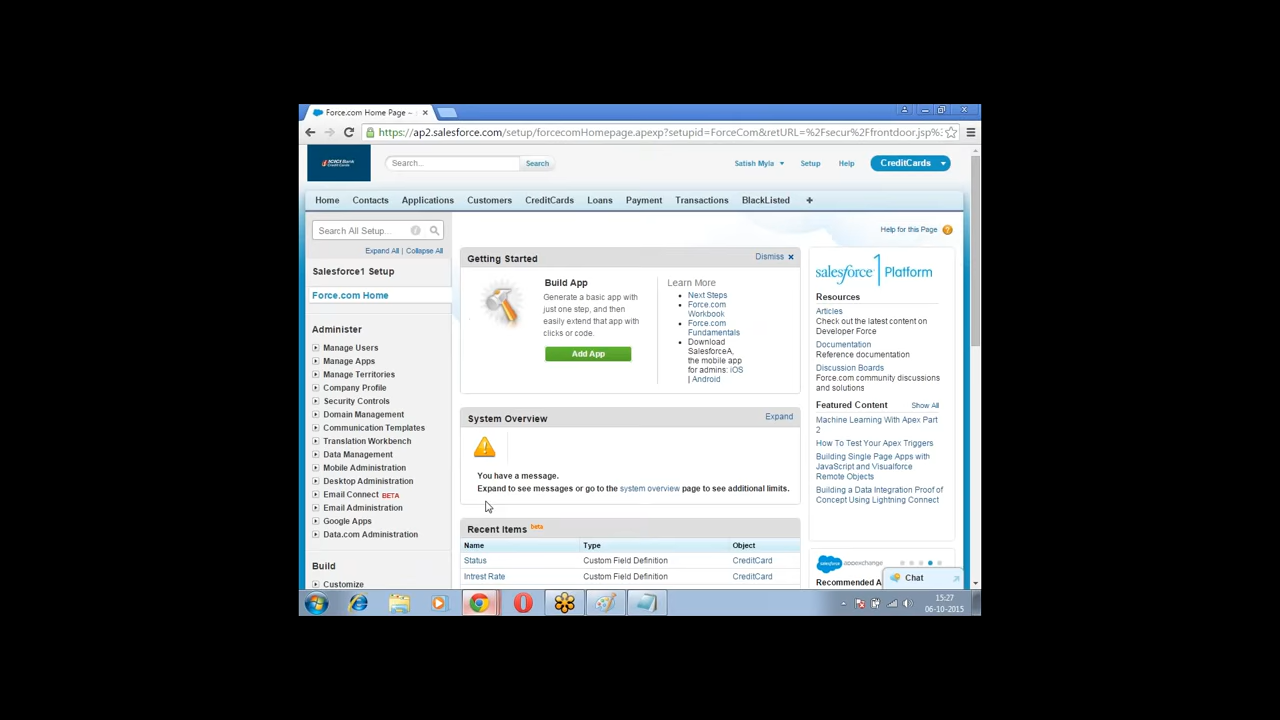 Force.com Home Page –
https://ap2.salesforce.com/setup/forcecomHomepage.apexp?setupid=ForceCom&retURL=%2Fsecur%2Ffrontdoor.jsp%
ICICI Bank
Search...
Search
Satish Myla
Setup
Help
CreditCards
Home
Contacts
Applications
Customers
CreditCards
Loans
Payment
Transactions
BlackListed
+
Search All Setup...
Expand All | Collapse All
Salesforce1 Setup
Force.com Home
Administer
Manage Users
Manage Apps
Manage Territories
Company Profile
Security Controls
Domain Management
Communication Templates
Translation Workbench
Data Management
Mobile Administration
Desktop Administration
Email Connect BETA
Email Administration
Google Apps
Data.com Administration
Build
Customize
Help for this Page
Getting Started
Dismiss
Build App
Generate a basic app with
just one step, and then
easily extend that app with
clicks or code.
Add App
Learn More
Next Steps
Force.com
Workbook
Force.com
Fundamentals
Download
SalesforceA,
the mobile app
for admins: iOS
| Android
System Overview
Expand
You have a message.
Expand to see messages or go to the system overview page to see additional limits.
Recent Items beta
Name Type Object
Status Custom Field Definition CreditCard
Intrest Rate Custom Field Definition CreditCard
salesforce1 Platform
Resources
Articles
Check out the latest content on
Developer Force
Documentation
Reference documentation
Discussion Boards
Force.com community discussions
and solutions
Featured Content Show All
Machine Learning With Apex Part
2
How To Test Your Apex Triggers
Building Single Page Apps with
JavaScript and Visualforce
Remote Objects
Building a Data Integration Proof of
Concept Using Lightning Connect
appexchange
Recommended A
Chat
15:27
06-10-2015